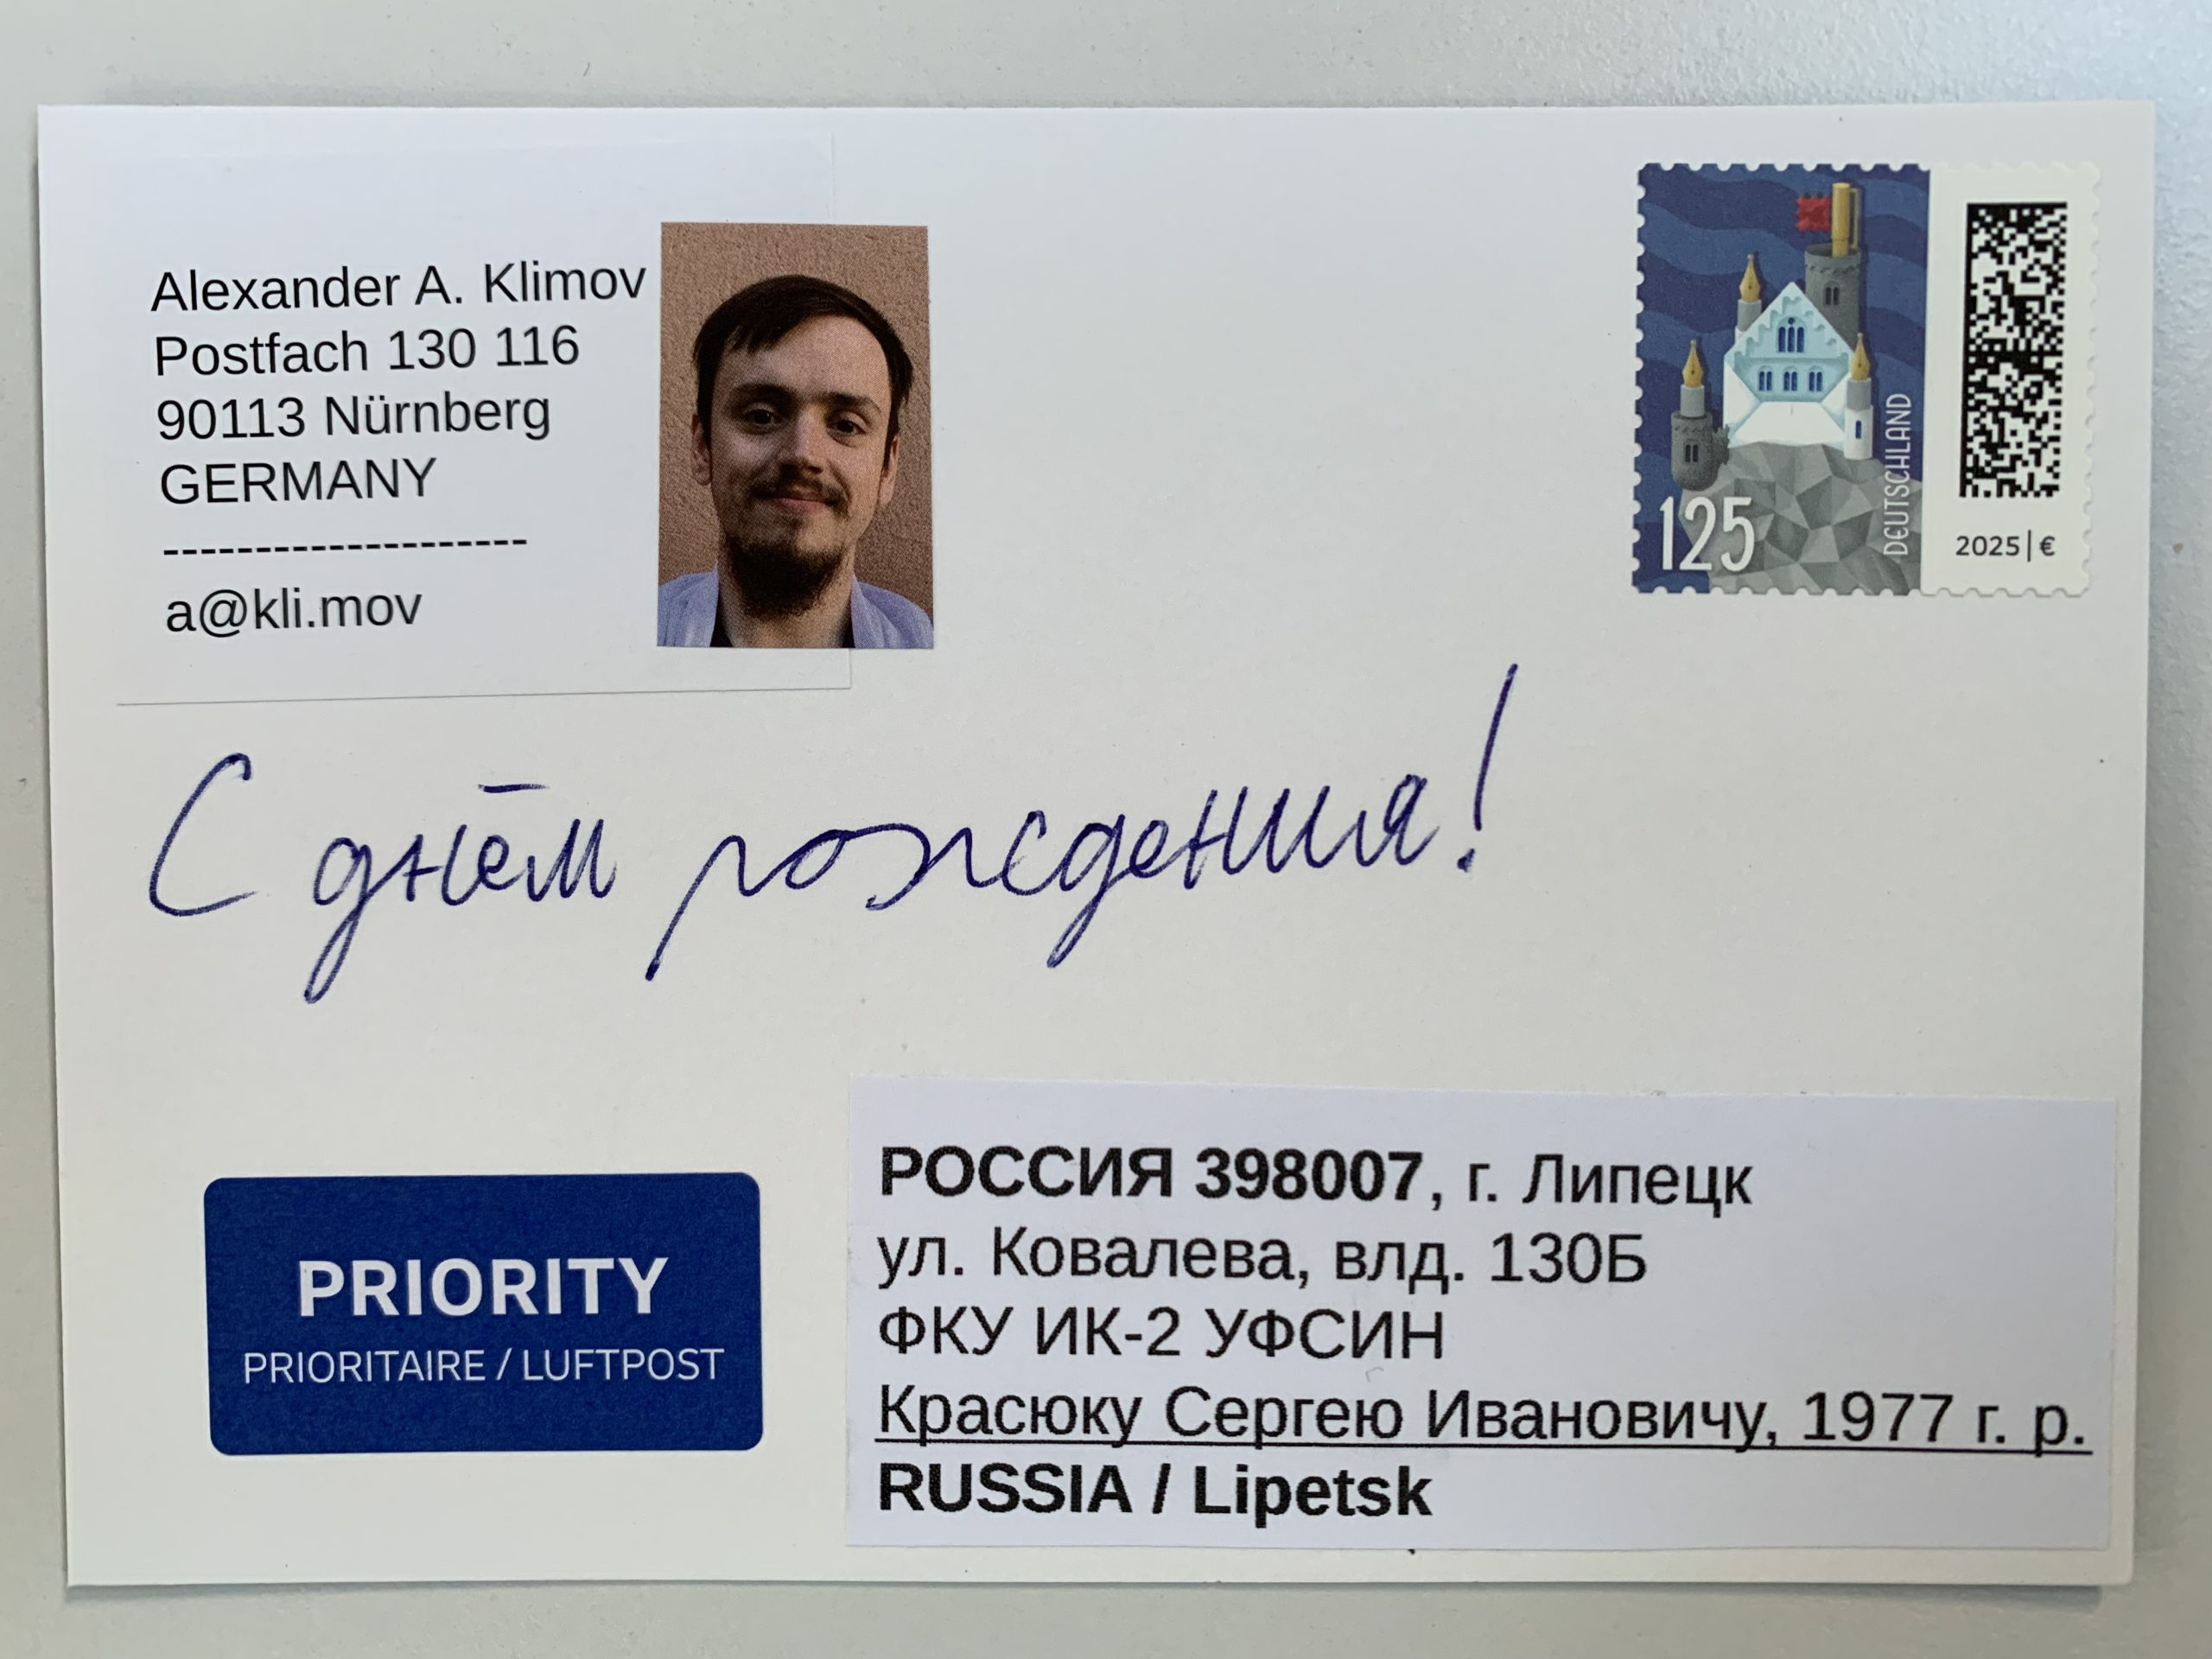 Alexander A. Klimov
Postfach 130 116
90113 Nürnberg
GERMANY
---------------------
a@kli.mov
125
DEUTSCHLAND
2025|€
С днём рождения!
PRIORITY
PRIORITAIRE / LUFTPOST
РОССИЯ 398007, г. Липецк
ул. Ковалева, влд. 130Б
ФКУ ИК-2 УФСИН
Красюку Сергею Ивановичу, 1977 г. р.
RUSSIA / Lipetsk